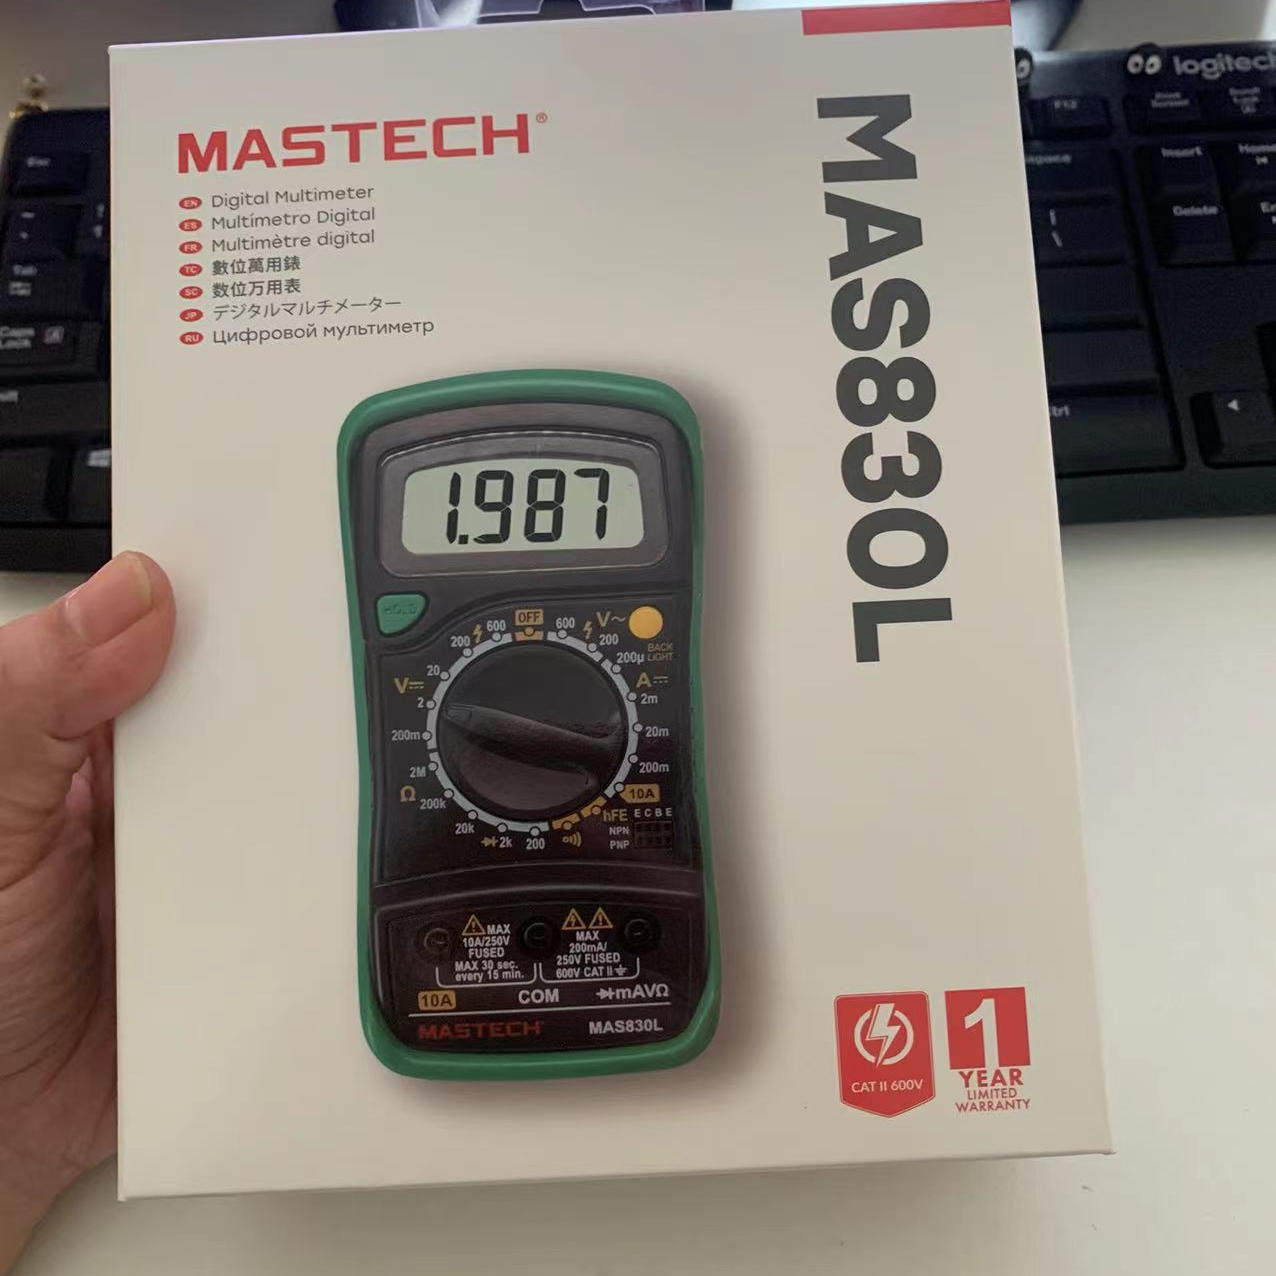 MASTECH®
EN Digital Multimeter
ES Multímetro Digital
FR Multimètre digital
TC 數位萬用錶
SC 数位万用表
JP デジタルマルチメーター
RU Цифровой мультиметр
MAS830L
1.987
HOLD
OFF
600
200
20
V
2
200m
2M
Ω
200k
20k
2k
200
600
V~
200
BACK
LIGHT
200μ
A
2m
20m
200m
10A
hFE
E C B E
NPN
PNP
MAX
10A/250V
FUSED
MAX 30 sec.
every 15 min.
MAX
200mA/
250V FUSED
600V CAT II
10A
COM
mAVΩ
MASTECH
MAS830L
CAT II 600V
1
YEAR
LIMITED
WARRANTY
logitech
F12
Print
Screen
Insert
Home
Delete
Esc
Tab
Caps
Lock